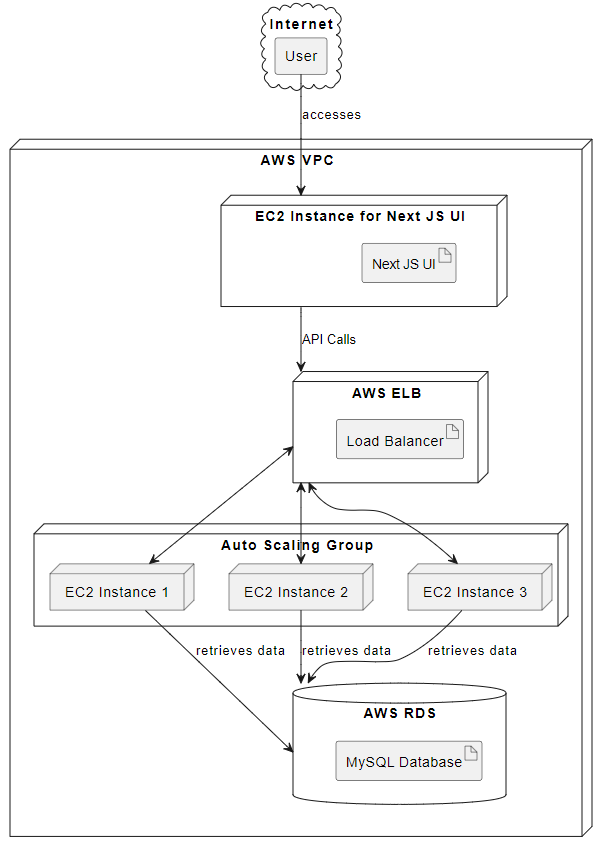 Internet
User
accesses
AWS VPC
EC2 Instance for Next JS UI
Next JS UI
API Calls
AWS ELB
Load Balancer
Auto Scaling Group
EC2 Instance 1
EC2 Instance 2
EC2 Instance 3
retrieves data
retrieves data
retrieves data
AWS RDS
MySQL Database